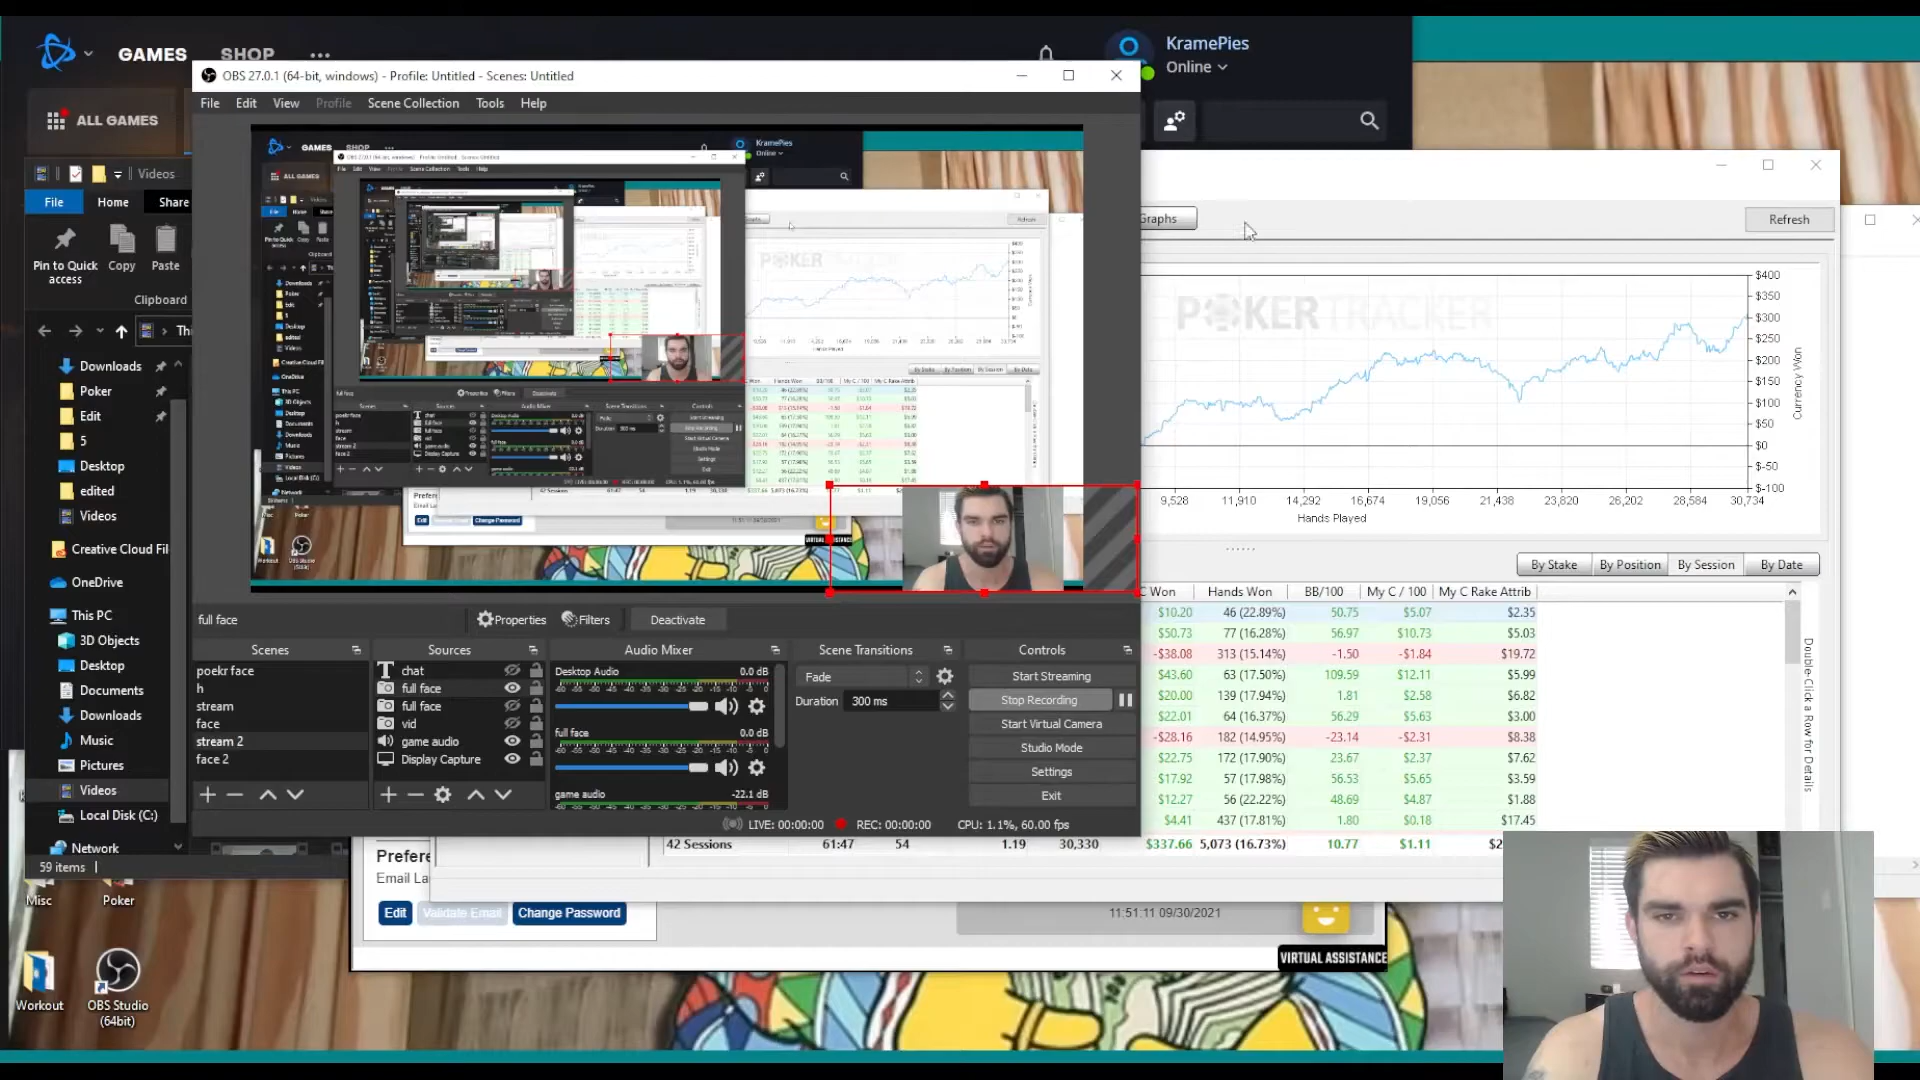 GAMES
SHOP
KramePies
Online
ALL GAMES
OBS 27.0.1 (64-bit, windows) - Profile: Untitled - Scenes: Untitled
File Edit View Profile Scene Collection Tools Help
Videos
File Home Share
Pin to Quick access
Copy
Paste
Clipboard
Downloads
Poker
Edit
5
Desktop
edited
Videos
Creative Cloud Fil
OneDrive
This PC
3D Objects
Desktop
Documents
Downloads
Music
Pictures
Videos
Local Disk (C:)
Network
59 items
Graphs
Refresh
POKERTRACKER
$400
$350
$300
$250
$200
$150
$100
$50
$0
$-50
$-100
Currency Won
9,528 11,910 14,292 16,674 19,056 21,438 23,820 26,202 28,584 30,734
Hands Played
By Stake By Position By Session By Date
C Won Hands Won BB/100 My C / 100 My C Rake Attrib
$10.20 46 (22.89%) 50.75 $5.07 $2.35
$50.73 77 (16.28%) 56.97 $10.73 $5.03
-$38.08 313 (15.14%) -1.50 -$1.84 $19.72
$43.60 63 (17.50%) 109.59 $12.11 $5.99
$20.00 139 (17.94%) 1.81 $2.58 $6.82
$22.01 64 (16.37%) 56.29 $5.63 $3.00
-$28.16 182 (14.95%) -23.14 -$2.31 $8.38
$22.75 172 (17.90%) 23.67 $2.37 $7.62
$17.92 57 (17.98%) 56.53 $5.65 $3.59
$12.27 56 (22.22%) 48.69 $4.87 $1.88
$4.41 437 (17.81%) 1.80 $0.18 $17.45
42 Sessions 61:47 54 1.19 30,330 $337.66 5,073 (16.73%) 10.77 $1.11
Double-Click a Row for Details
full face
Properties
Filters
Deactivate
Scenes
poekr face
h
stream
face
stream 2
face 2
Sources
chat
full face
full face
vid
game audio
Display Capture
Audio Mixer
Desktop Audio 0.0 dB
full face 0.0 dB
game audio -22.1 dB
Scene Transitions
Fade
Duration 300 ms
Controls
Start Streaming
Stop Recording
Start Virtual Camera
Studio Mode
Settings
Exit
LIVE: 00:00:00 REC: 00:00:00 CPU: 1.1%, 60.00 fps
Prefere
Email La
Edit Validate Email Change Password
11:51:11 09/30/2021
VIRTUAL ASSISTANCE
Misc
Poker
Workout
OBS Studio (64bit)